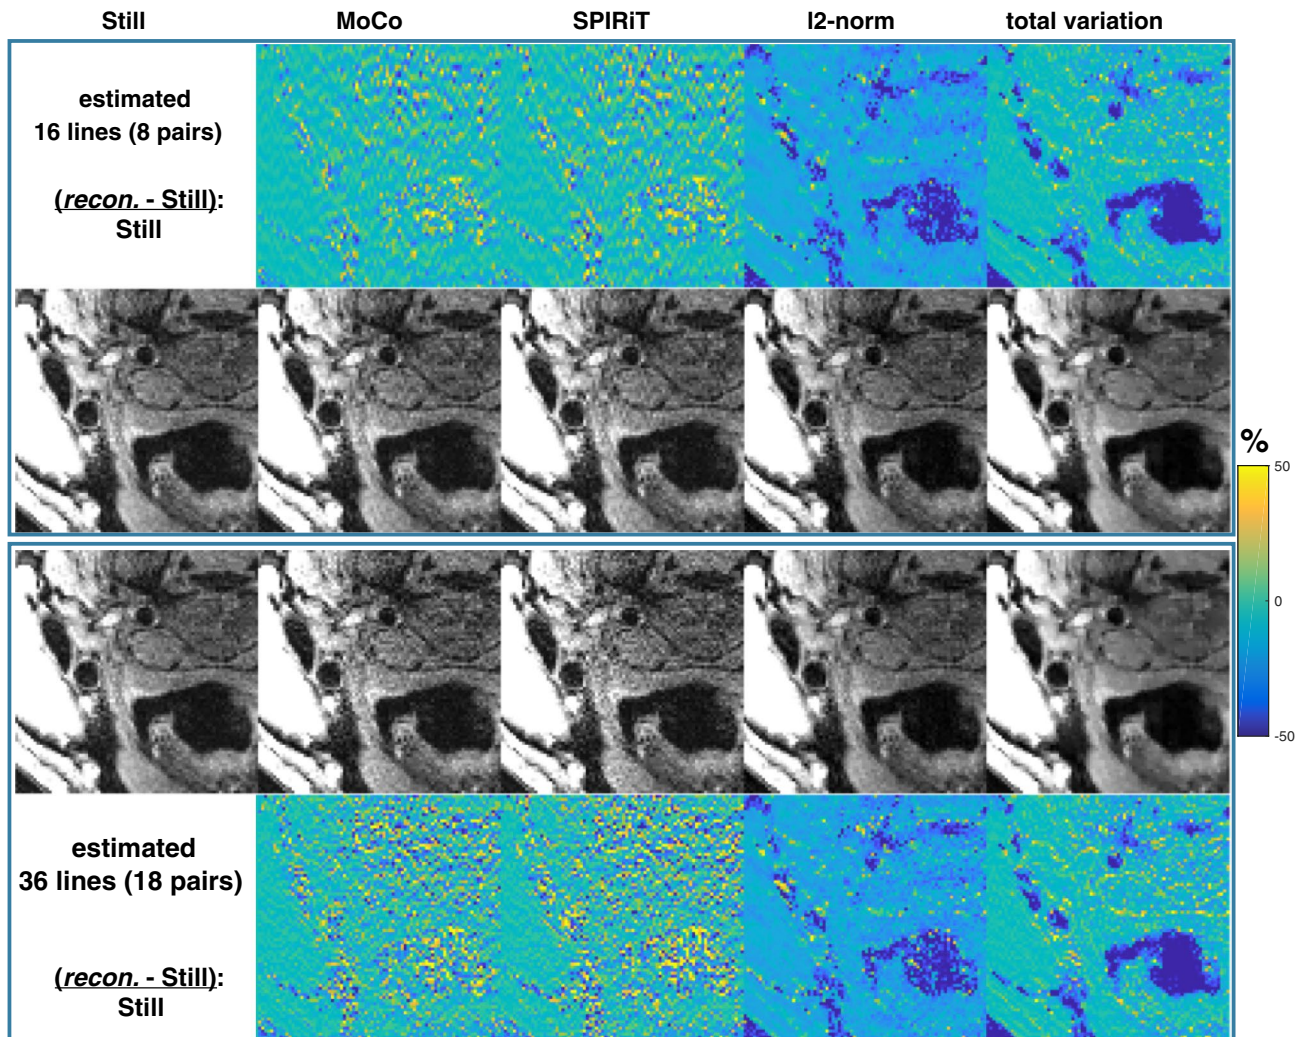 Still MoCo SPIRiT l2-norm total variation
estimated
16 lines (8 pairs)
(recon. - Still):
Still
%
50
0
-50
estimated
36 lines (18 pairs)
(recon. - Still):
Still